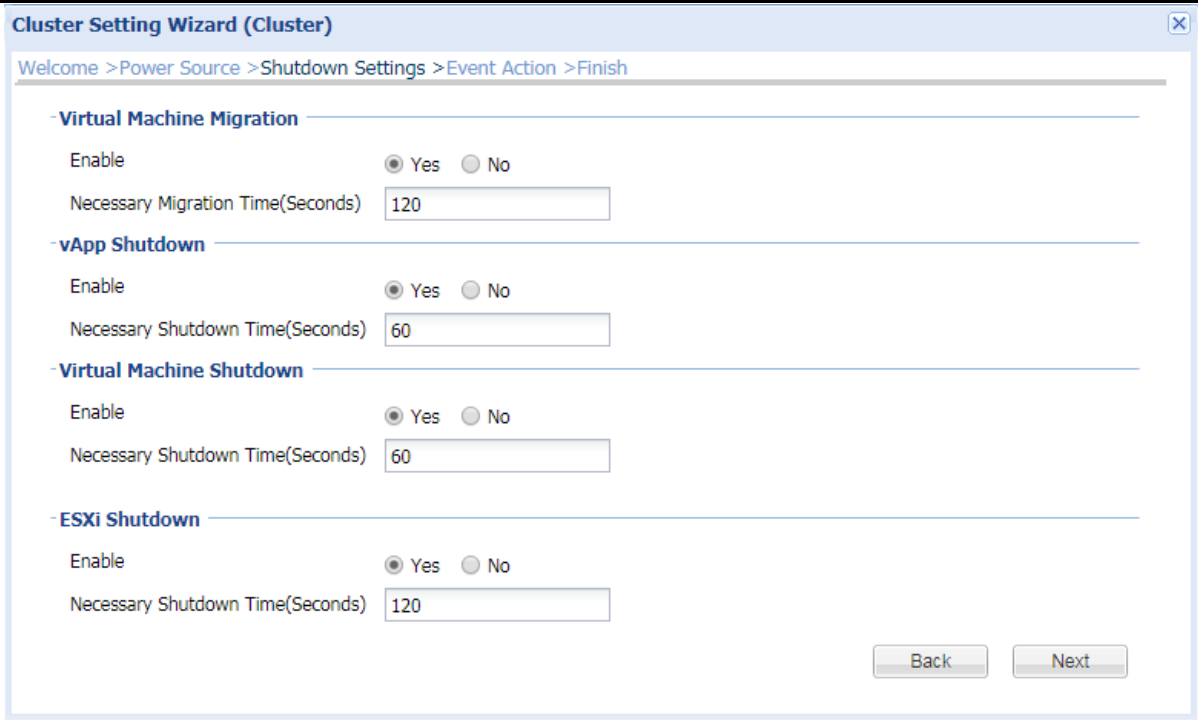 Cluster Setting Wizard (Cluster)
Welcome >Power Source >Shutdown Settings >Event Action >Finish
Virtual Machine Migration
Enable Yes No
Necessary Migration Time(Seconds) 120
vApp Shutdown
Enable Yes No
Necessary Shutdown Time(Seconds) 60
Virtual Machine Shutdown
Enable Yes No
Necessary Shutdown Time(Seconds) 60
ESXi Shutdown
Enable Yes No
Necessary Shutdown Time(Seconds) 120
Back Next